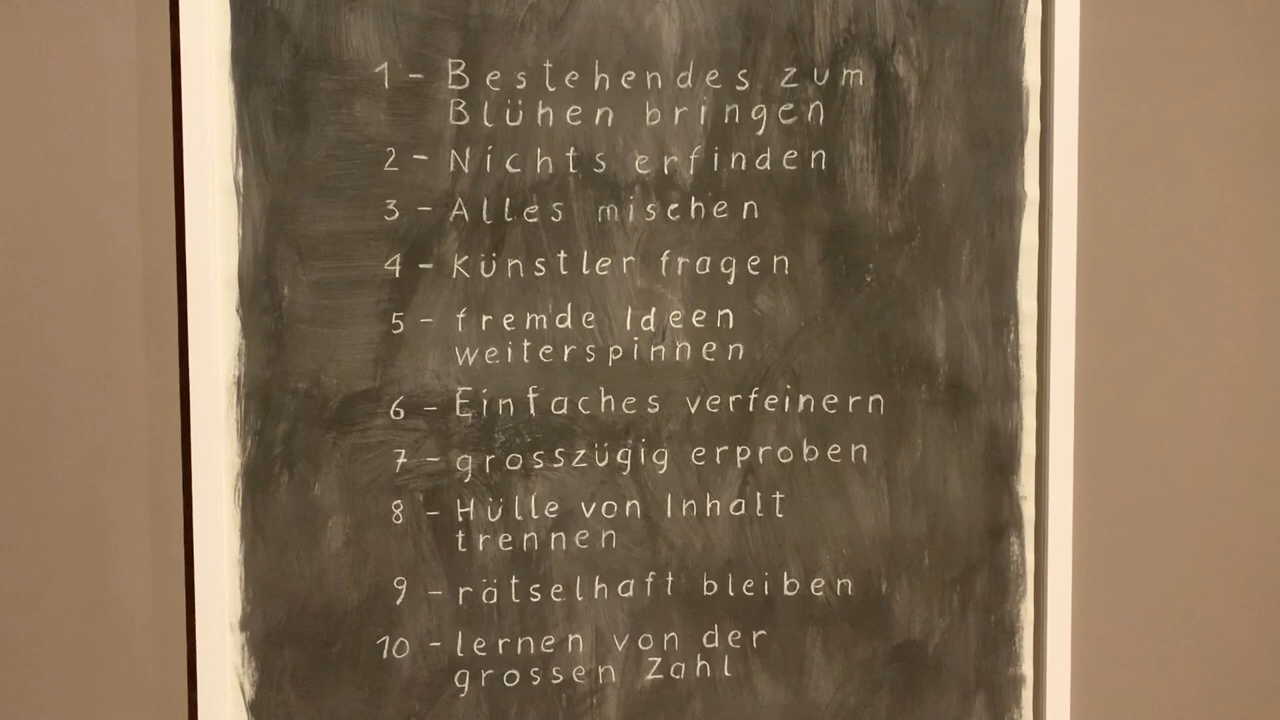 1 - Bestehendes zum
Blühen bringen
2 - Nichts erfinden
3 - Alles mischen
4 - Künstler fragen
5 - fremde Ideen
weiterspinnen
6 - Einfaches verfeinern
7 - grosszügig erproben
8 - Hülle von Inhalt
trennen
9 - rätselhaft bleiben
10 - lernen von der
grossen Zahl